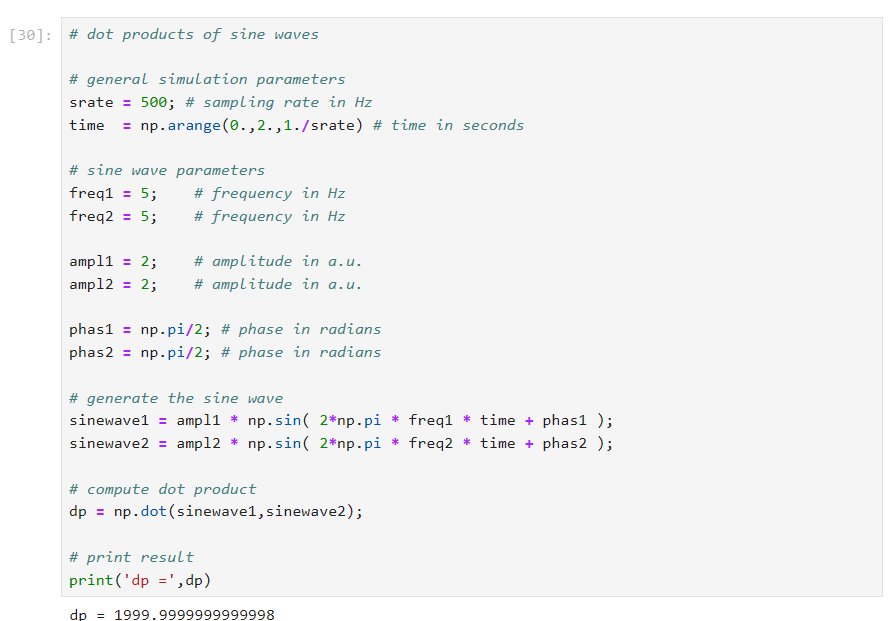 [30]: # dot products of sine waves
# general simulation parameters
srate = 500; # sampling rate in Hz
time  = np.arange(0.,2.,1./srate) # time in seconds
# sine wave parameters
freq1 = 5;    # frequency in Hz
freq2 = 5;    # frequency in Hz
ampl1 = 2;    # amplitude in a.u.
ampl2 = 2;    # amplitude in a.u.
phas1 = np.pi/2; # phase in radians
phas2 = np.pi/2; # phase in radians
# generate the sine wave
sinewave1 = ampl1 * np.sin( 2*np.pi * freq1 * time + phas1 );
sinewave2 = ampl2 * np.sin( 2*np.pi * freq2 * time + phas2 );
# compute dot product
dp = np.dot(sinewave1,sinewave2);
# print result
print('dp =',dp)
dp = 1999.9999999999998